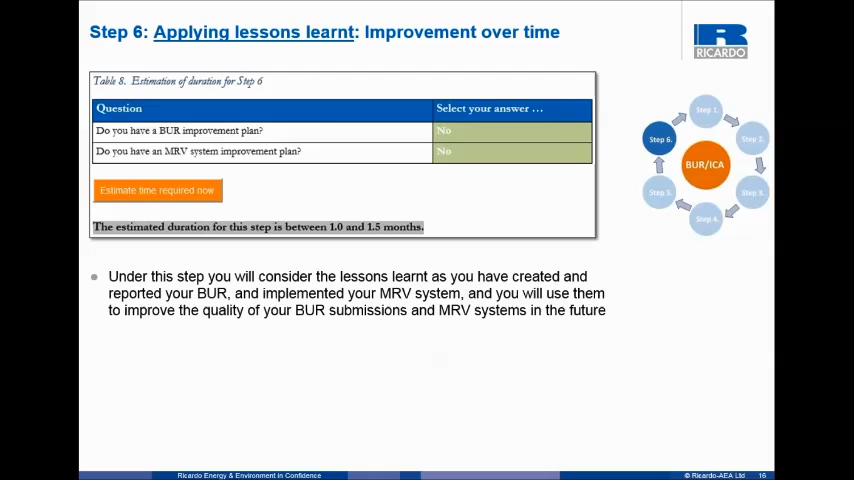 Step 6: Applying lessons learnt: Improvement over time
RICARDO
Table 8. Estimation of duration for Step 6
Question Select your answer …
Do you have a BUR improvement plan? No
Do you have an MRV system improvement plan? No
Estimate time required now
The estimated duration for this step is between 1.0 and 1.5 months.
Step 1.
Step 2.
Step 3.
Step 4.
Step 5.
Step 6.
BUR/ICA
Under this step you will consider the lessons learnt as you have created and
reported your BUR, and implemented your MRV system, and you will use them
to improve the quality of your BUR submissions and MRV systems in the future
Ricardo Energy & Environment in Confidence
© Ricardo-AEA Ltd 16